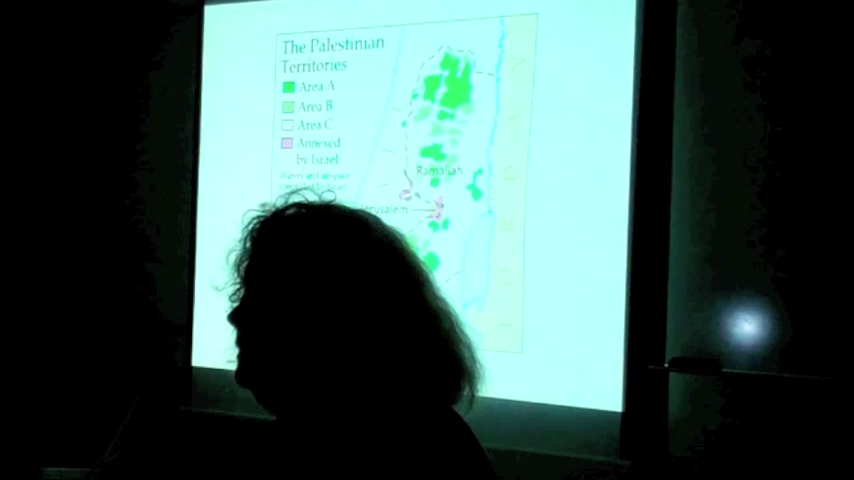 The Palestinian
Territories
Area A
Area B
Area C
Annexed
by Israel
Ramallah
Jerusalem